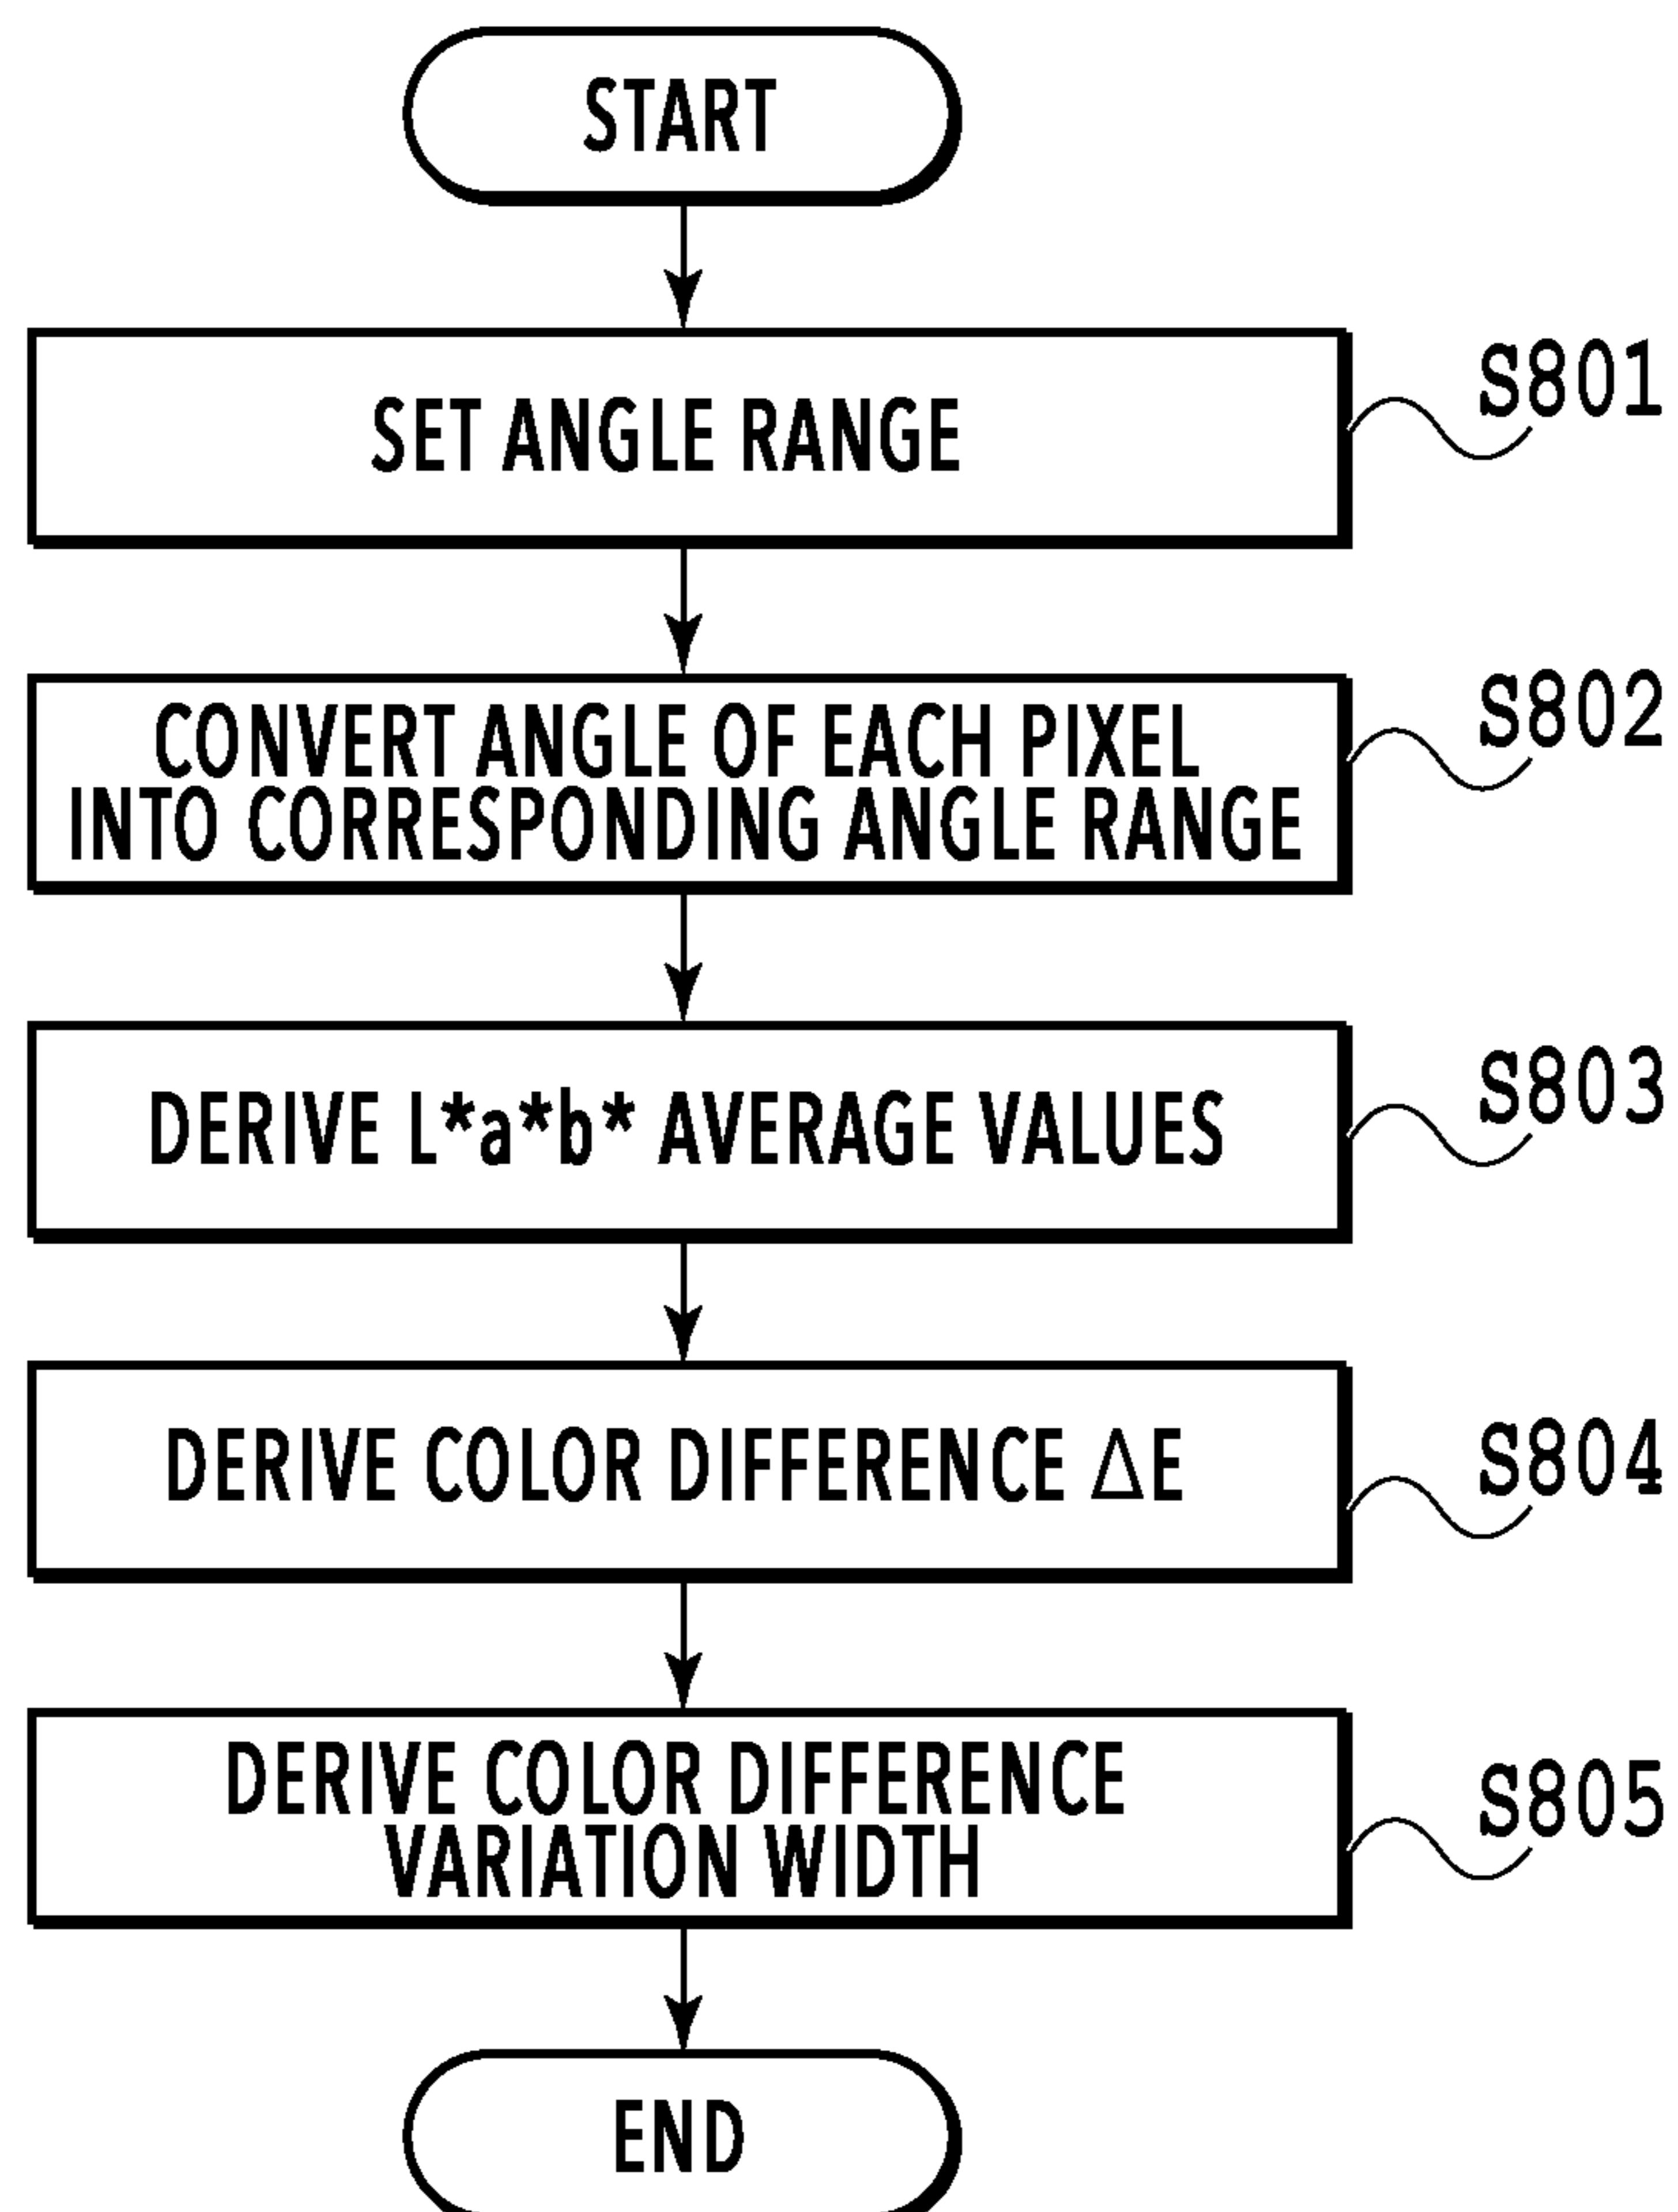 START
SET ANGLE RANGE
S801
CONVERT ANGLE OF EACH PIXEL
INTO CORRESPONDING ANGLE RANGE
S802
DERIVE L*a*b* AVERAGE VALUES
S803
DERIVE COLOR DIFFERENCE ΔE
S804
DERIVE COLOR DIFFERENCE
VARIATION WIDTH
S805
END